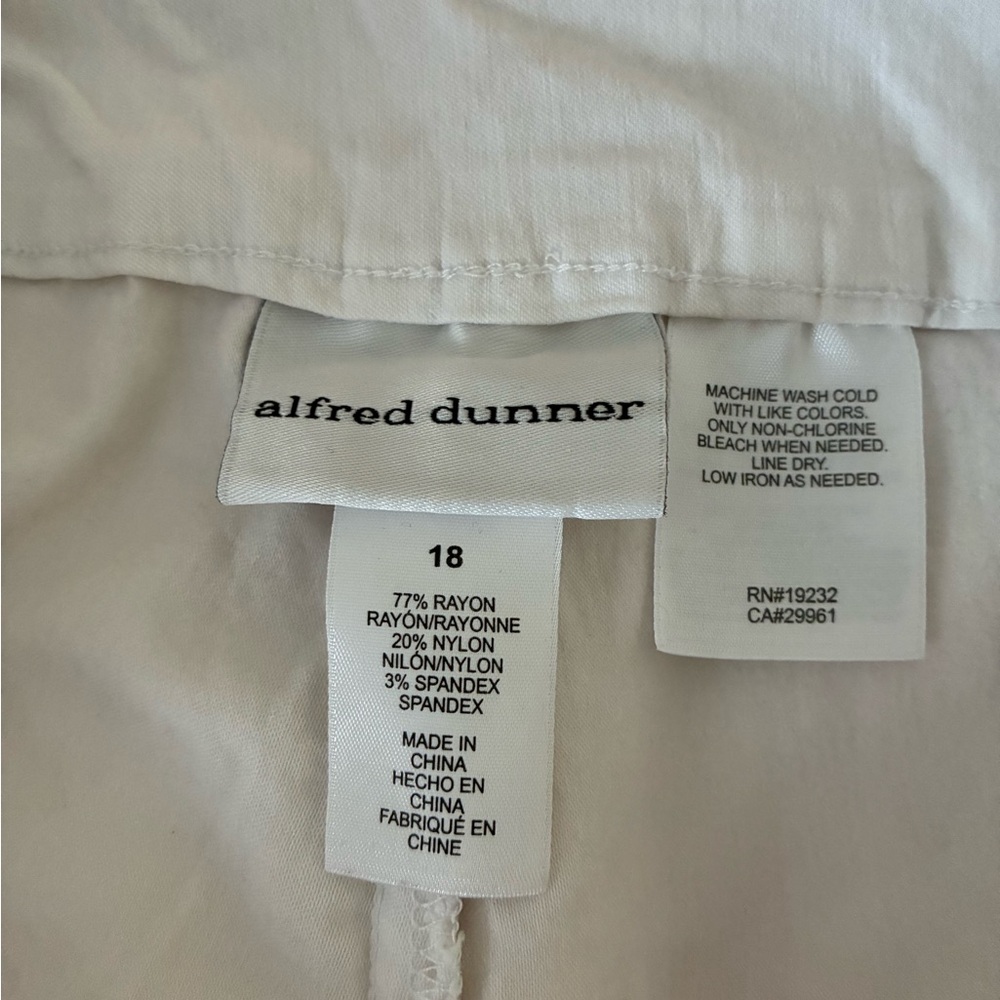 alfred dunner
18
77% RAYON
RAYÓN/RAYONNE
20% NYLON
NILÓN/NYLON
3% SPANDEX
SPANDEX
MADE IN
CHINA
HECHO EN
CHINA
FABRIQUÉ EN
CHINE
MACHINE WASH COLD
WITH LIKE COLORS.
ONLY NON-CHLORINE
BLEACH WHEN NEEDED.
LINE DRY.
LOW IRON AS NEEDED.
RN#19232
CA#29961